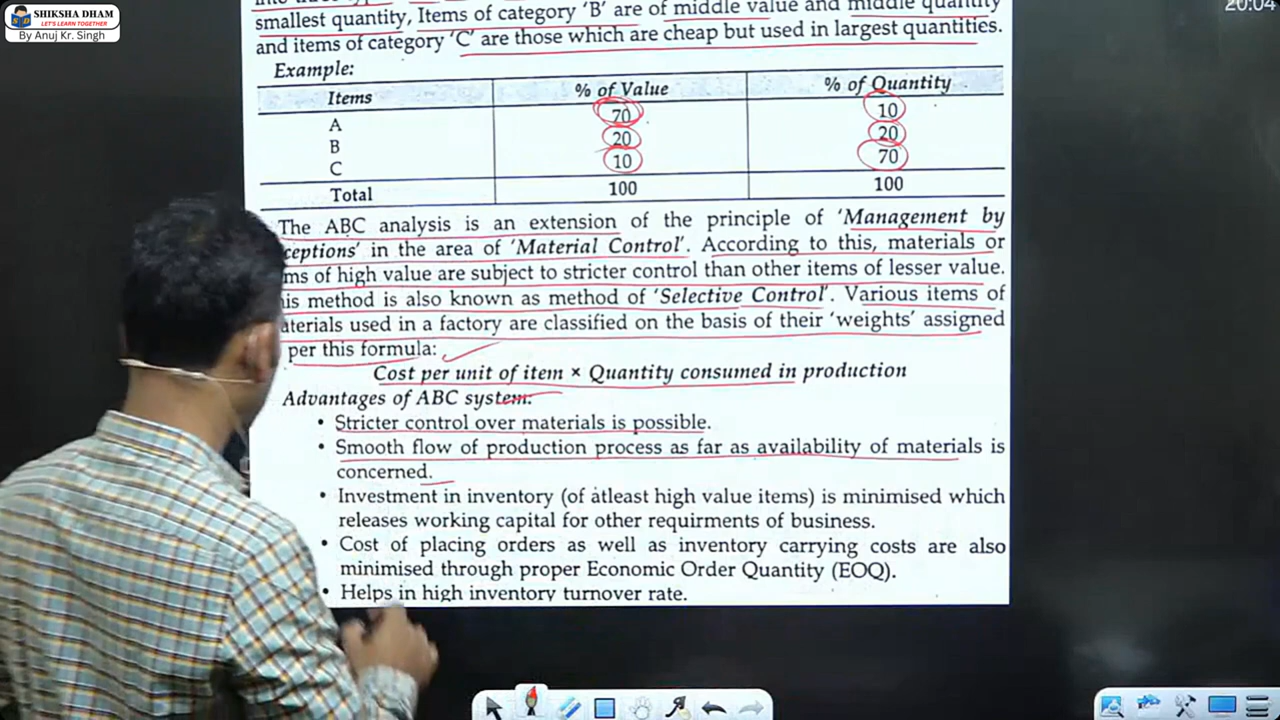 SHIKSHA DHAM
LET'S LEARN TOGETHER
By Anuj Kr. Singh
20:04
smallest quantity, Items of category 'B' are of middle value and middle quantity
and items of category 'C' are those which are cheap but used in largest quantities.
Example:
Items % of Value % of Quantity
A 70 10
B 20 20
C 10 70
Total 100 100
The ABC analysis is an extension of the principle of 'Management by
ceptions' in the area of 'Material Control'. According to this, materials or
ms of high value are subject to stricter control than other items of lesser value.
is method is also known as method of 'Selective Control'. Various items of
aterials used in a factory are classified on the basis of their 'weights' assigned
per this formula:
Cost per unit of item × Quantity consumed in production
Advantages of ABC system:
• Stricter control over materials is possible.
• Smooth flow of production process as far as availability of materials is
concerned.
• Investment in inventory (of atleast high value items) is minimised which
releases working capital for other requirments of business.
• Cost of placing orders as well as inventory carrying costs are also
minimised through proper Economic Order Quantity (EOQ).
• Helps in high inventory turnover rate.